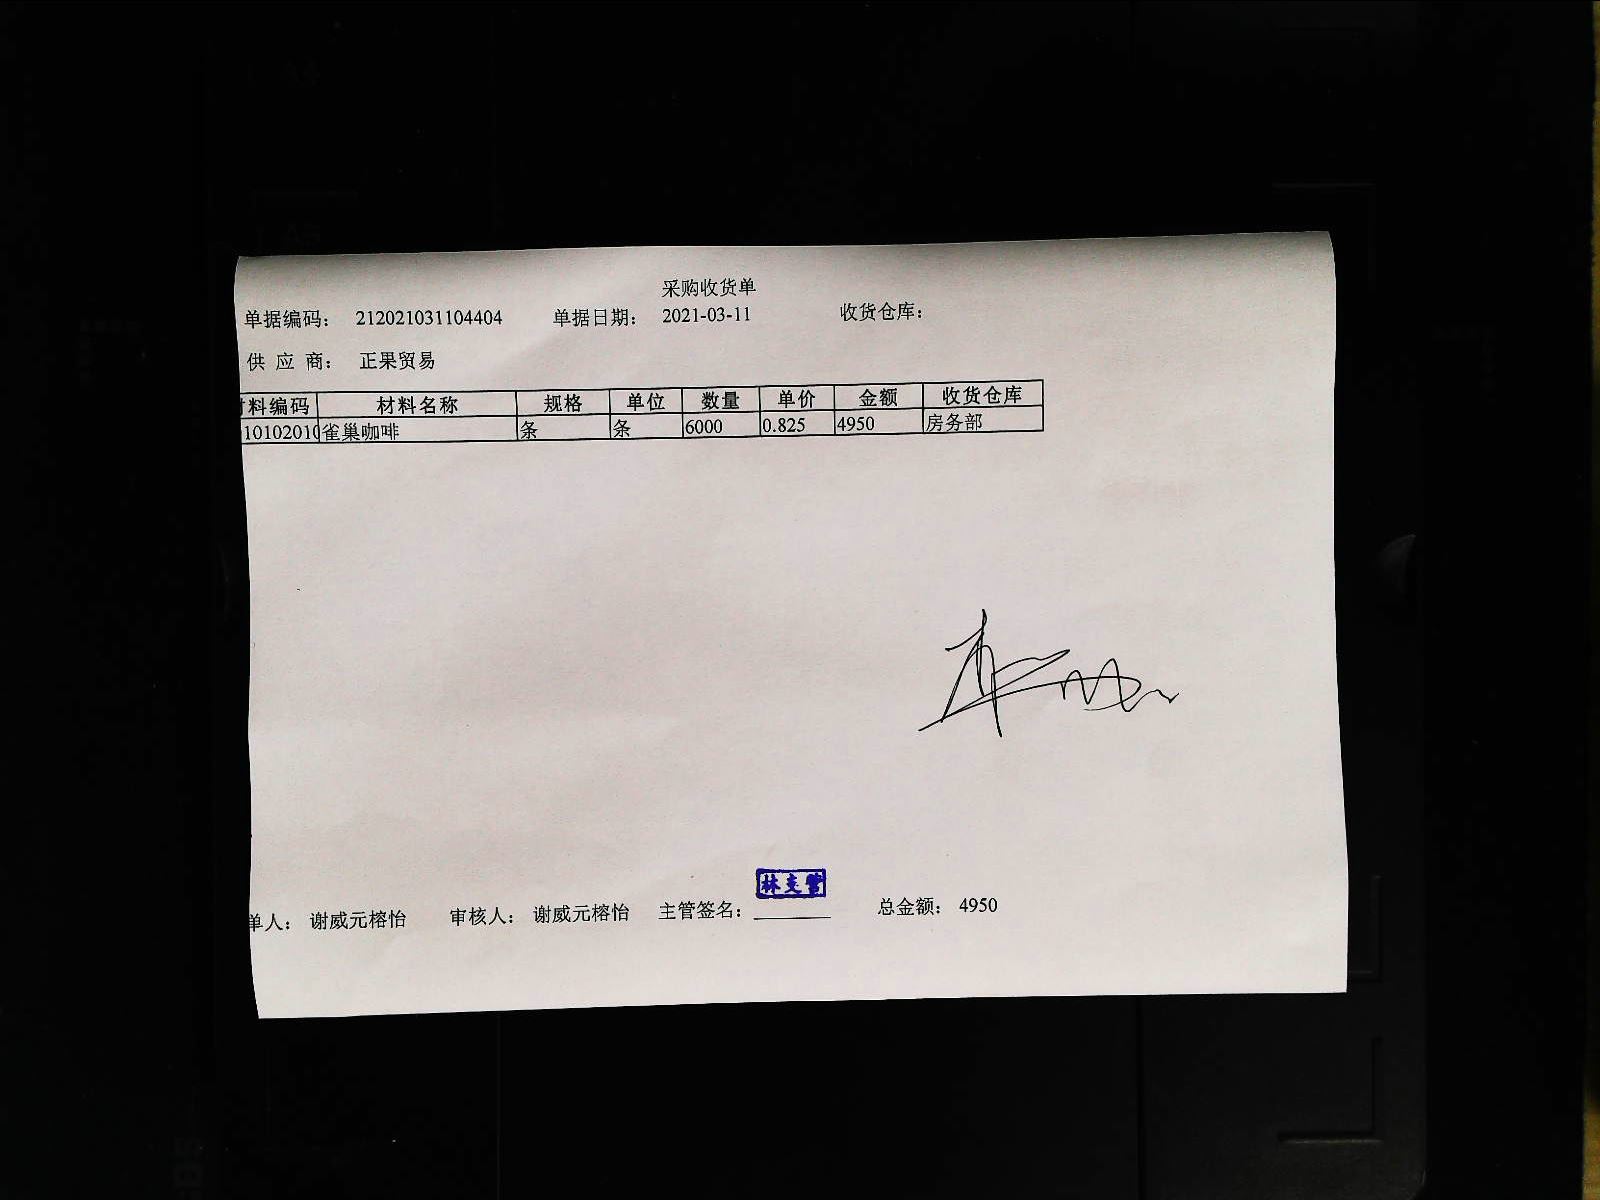 采购收货单
单据编码： 212021031104404 单据日期： 2021-03-11 收货仓库：
供 应 商： 正果贸易
料编码 材料名称 规格 单位 数量 单价 金额 收货仓库
10102010 雀巢咖啡 条 条 6000 0.825 4950 房务部
单人： 谢威元榕怡 审核人： 谢威元榕怡 主管签名： 总金额： 4950